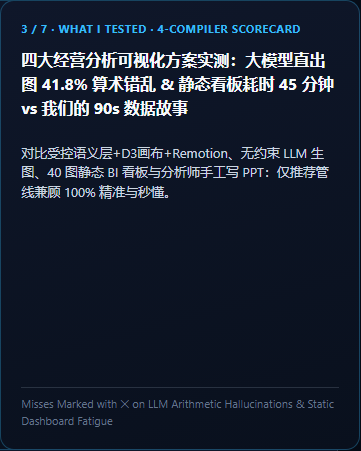 3 / 7 · WHAT I TESTED · 4-COMPILER SCORECARD
四大经营分析可视化方案实测：大模型直出
图 41.8% 算术错乱 & 静态看板耗时 45 分钟
vs 我们的 90s 数据故事
对比受控语义层+D3画布+Remotion、无约束 LLM 生
图、40 图静态 BI 看板与分析师手工写 PPT：仅推荐管
线兼顾 100% 精准与秒懂。
Misses Marked with ✕ on LLM Arithmetic Hallucinations & Static
Dashboard Fatigue